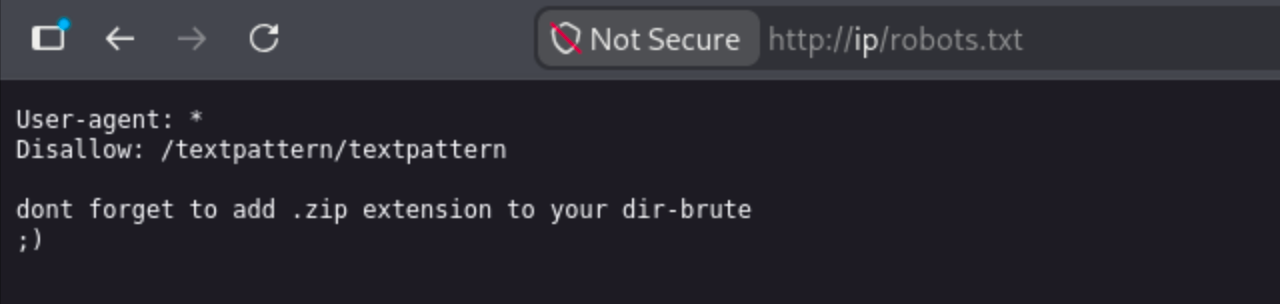 Not Secure http://ip/robots.txt
User-agent: *
Disallow: /textpattern/textpattern
dont forget to add .zip extension to your dir-brute
;)